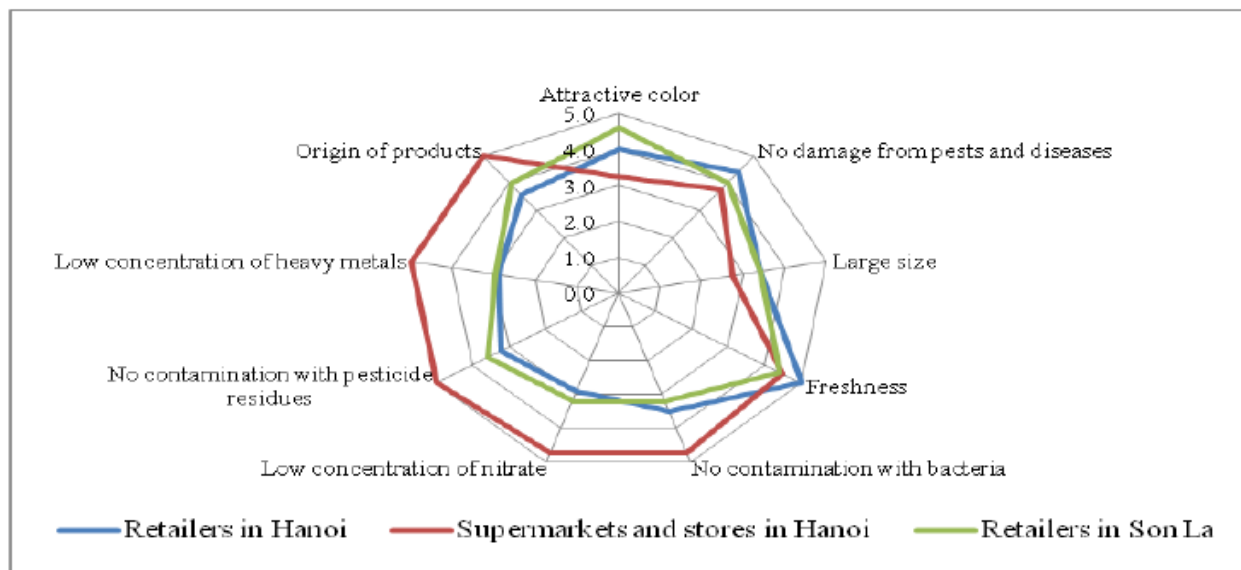 Attractive color
5.0
4.0
3.0
2.0
1.0
0.0
No damage from pests and diseases
Large size
Freshness
No contamination with bacteria
Low concentration of nitrate
No contamination with pesticide
residues
Low concentration of heavy metals
Origin of products
Retailers in Hanoi
Supermarkets and stores in Hanoi
Retailers in Son La